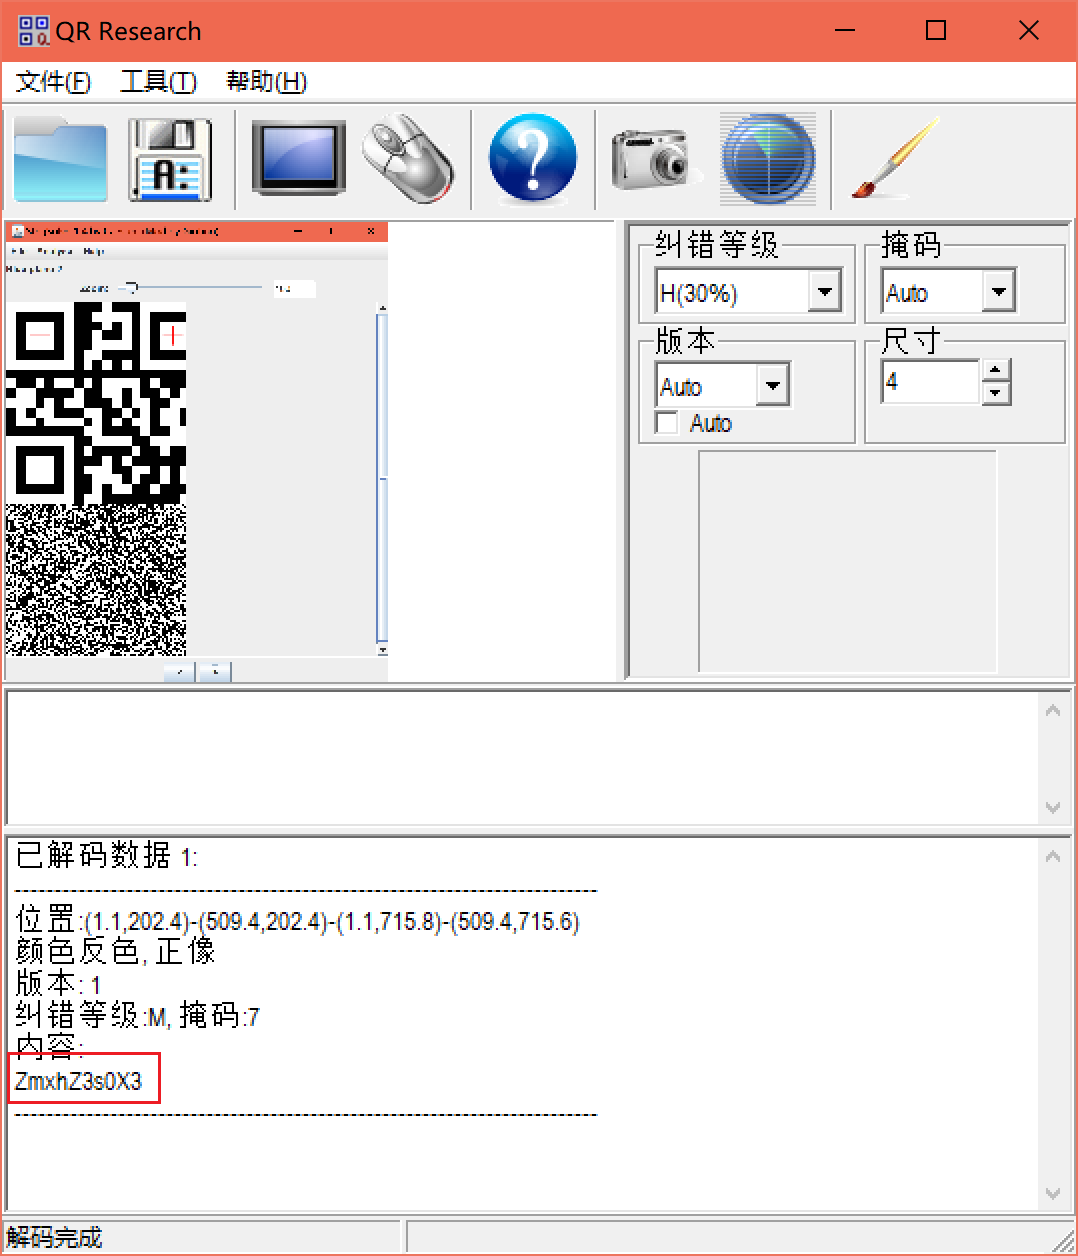 QR Research
文件(F) 工具(T) 帮助(H)
A:
?
Help
纠错等级
H(30%)
掩码
Auto
版本
Auto
Auto
尺寸
4
已解码数据 1:
位置:(1.1,202.4)-(509.4,202.4)-(1.1,715.8)-(509.4,715.6)
颜色反色, 正像
版本: 1
纠错等级:M, 掩码:7
内容:
ZmxhZ3s0X3
解码完成